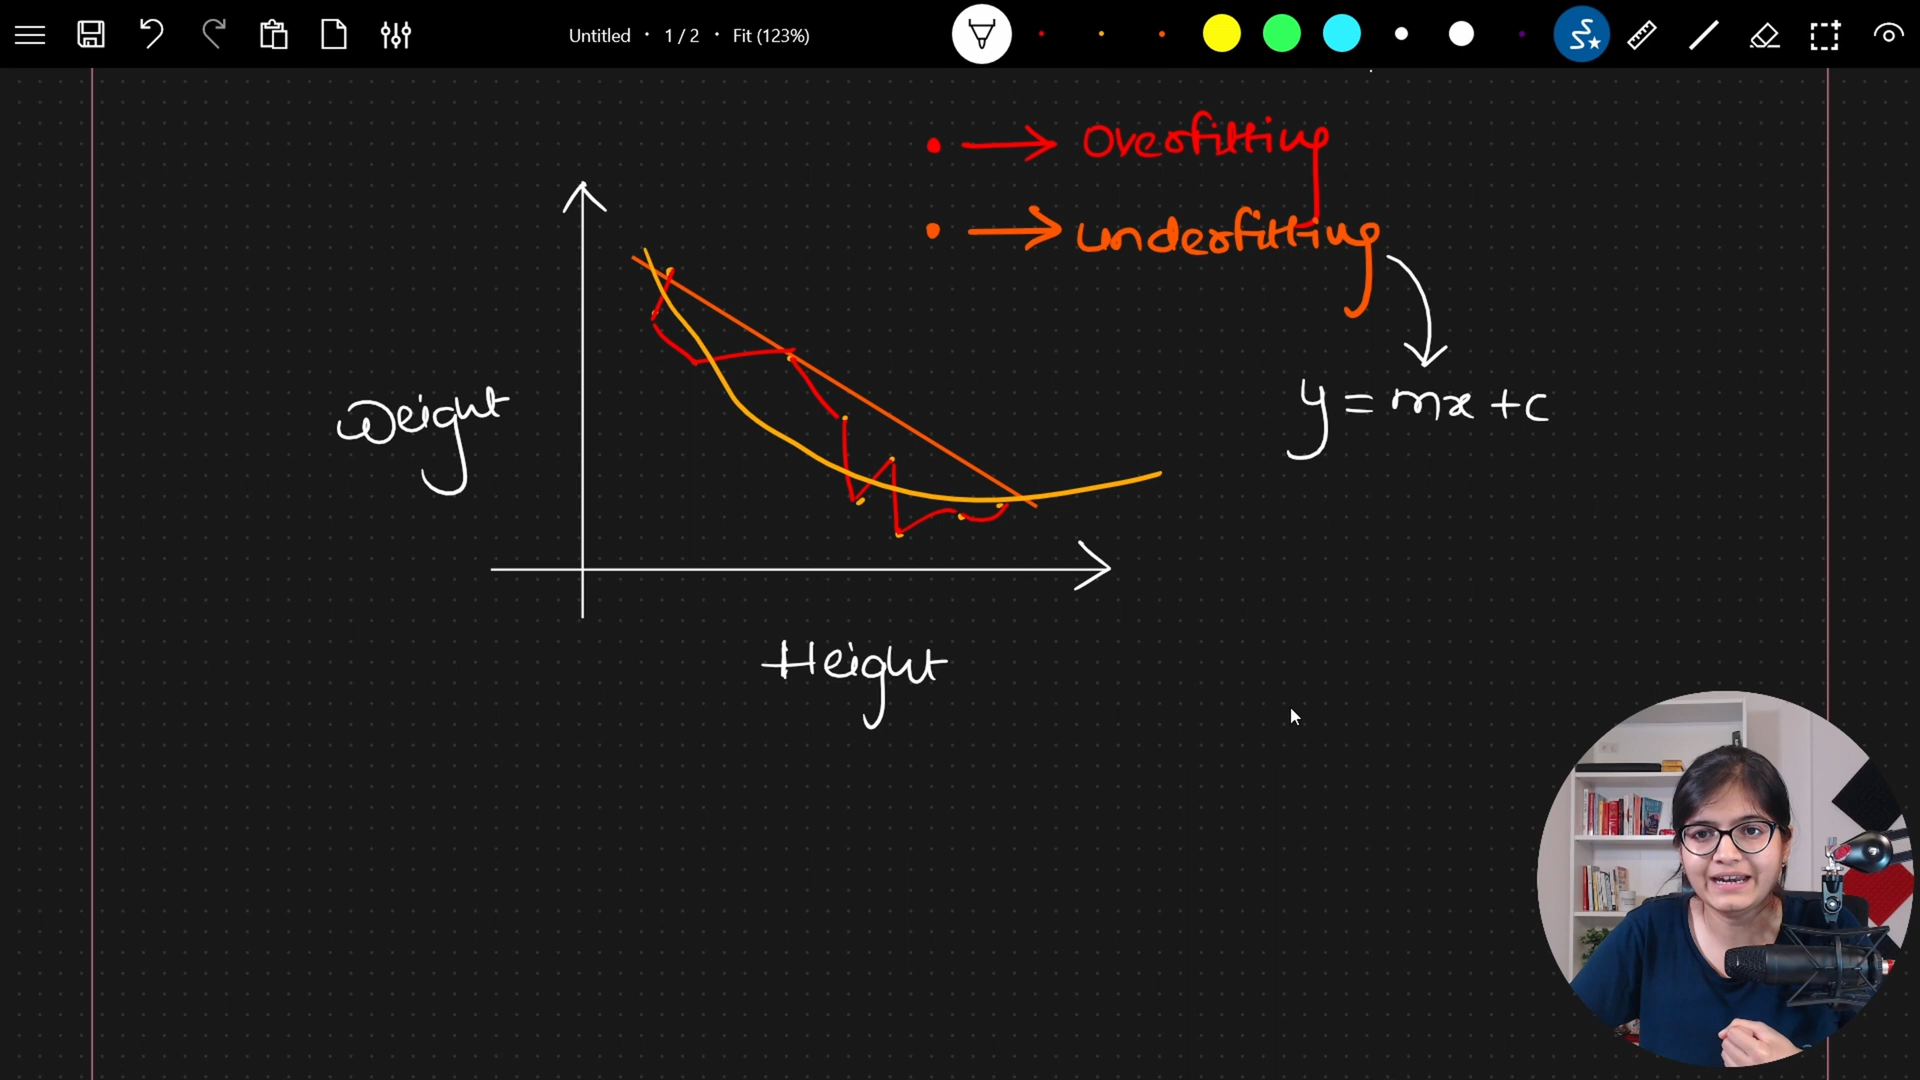 Untitled • 1 / 2 • Fit (123%)
• → Overfitting
• → underfitting
y = mx + c
Weight
Height